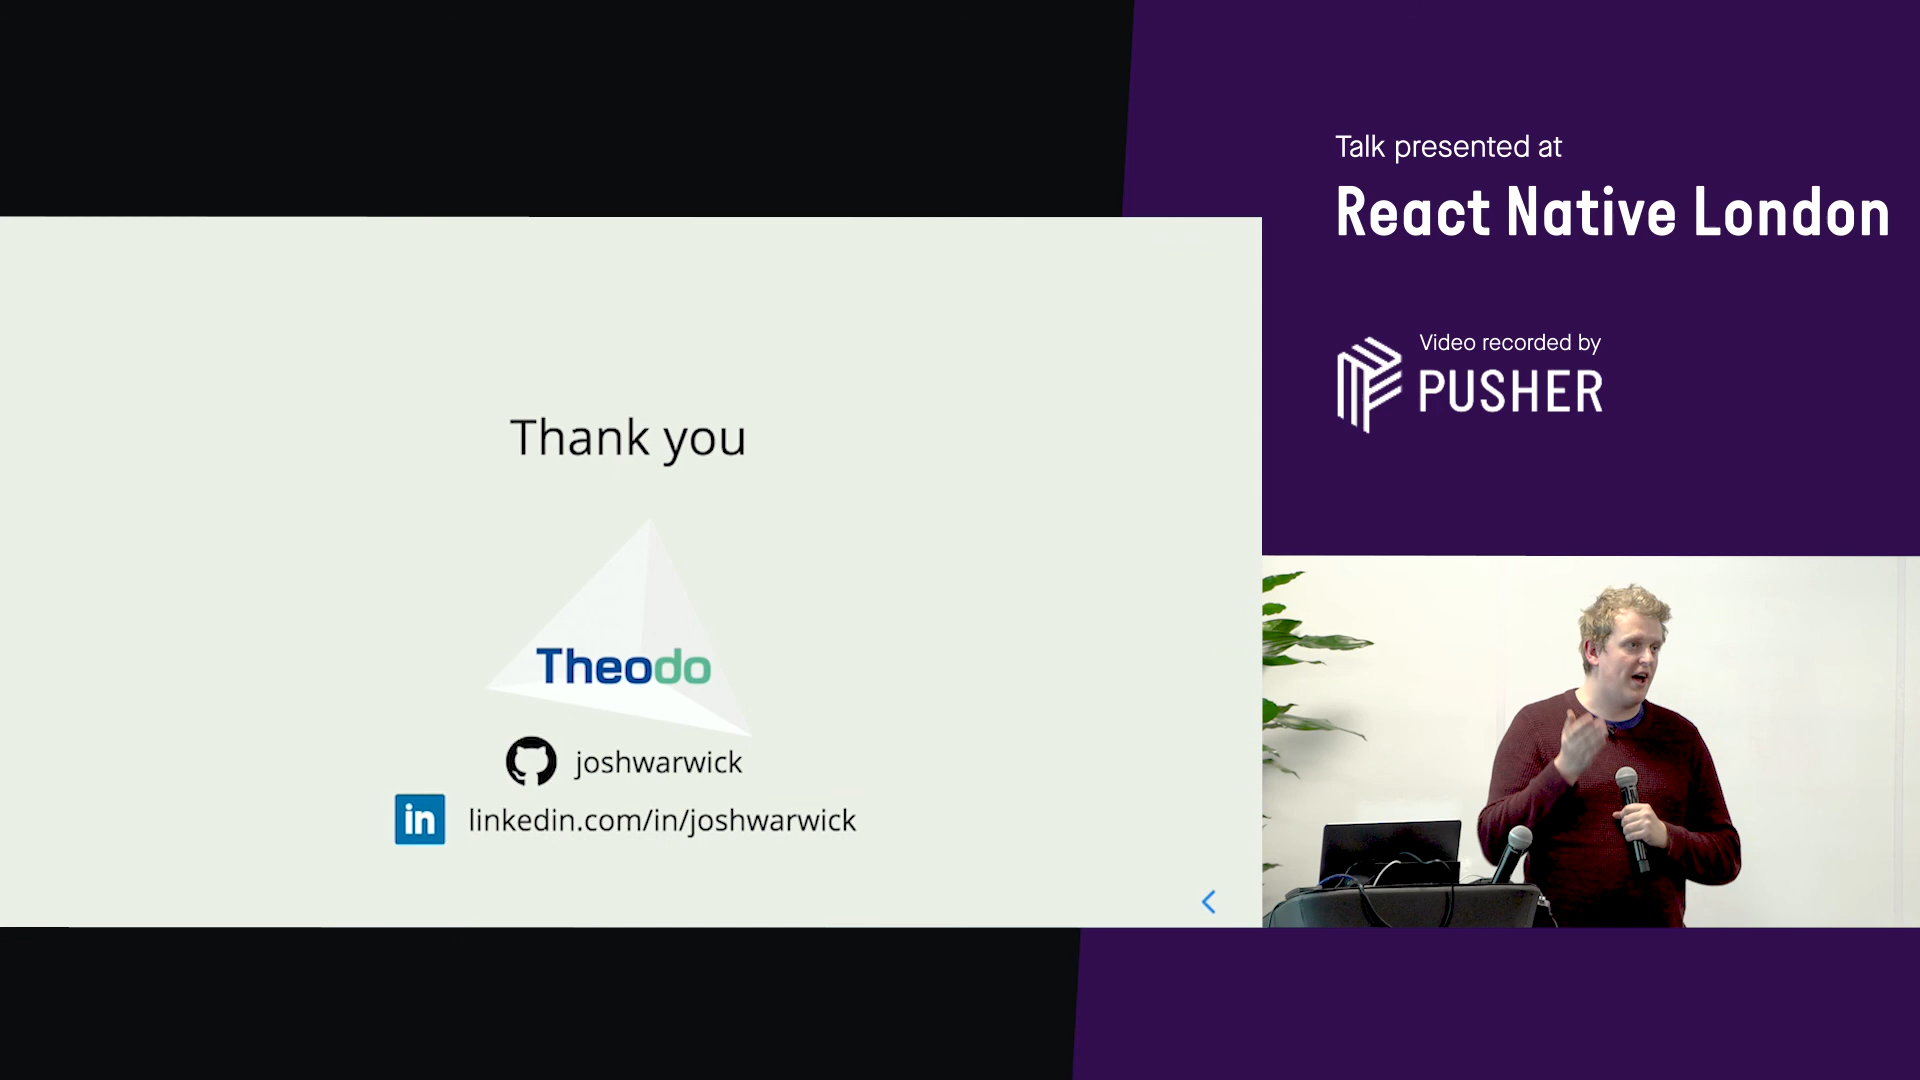 Talk presented at
React Native London
Video recorded by
PUSHER
Thank you
Theodo
joshwarwick
in
linkedin.com/in/joshwarwick